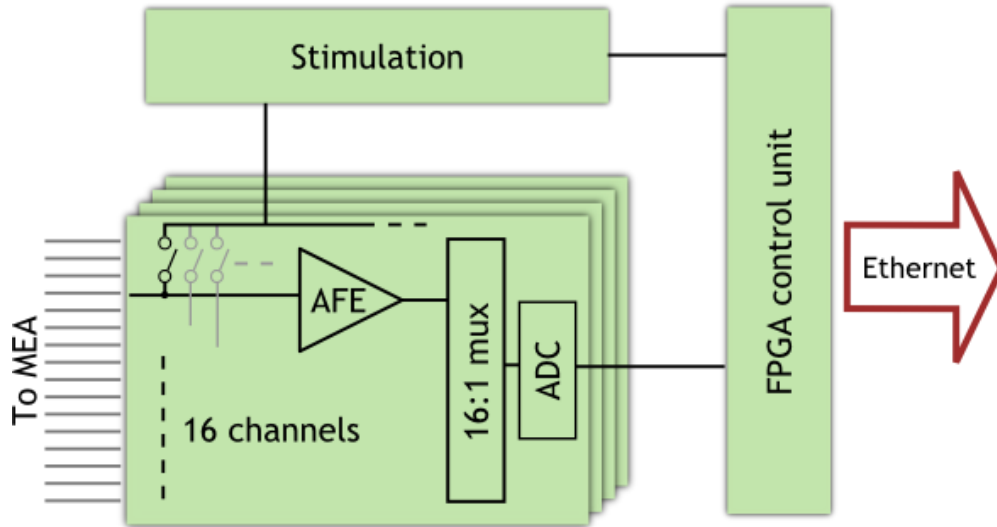 Stimulation
To MEA
AFE
16:1 mux
ADC
16 channels
FPGA control unit
Ethernet